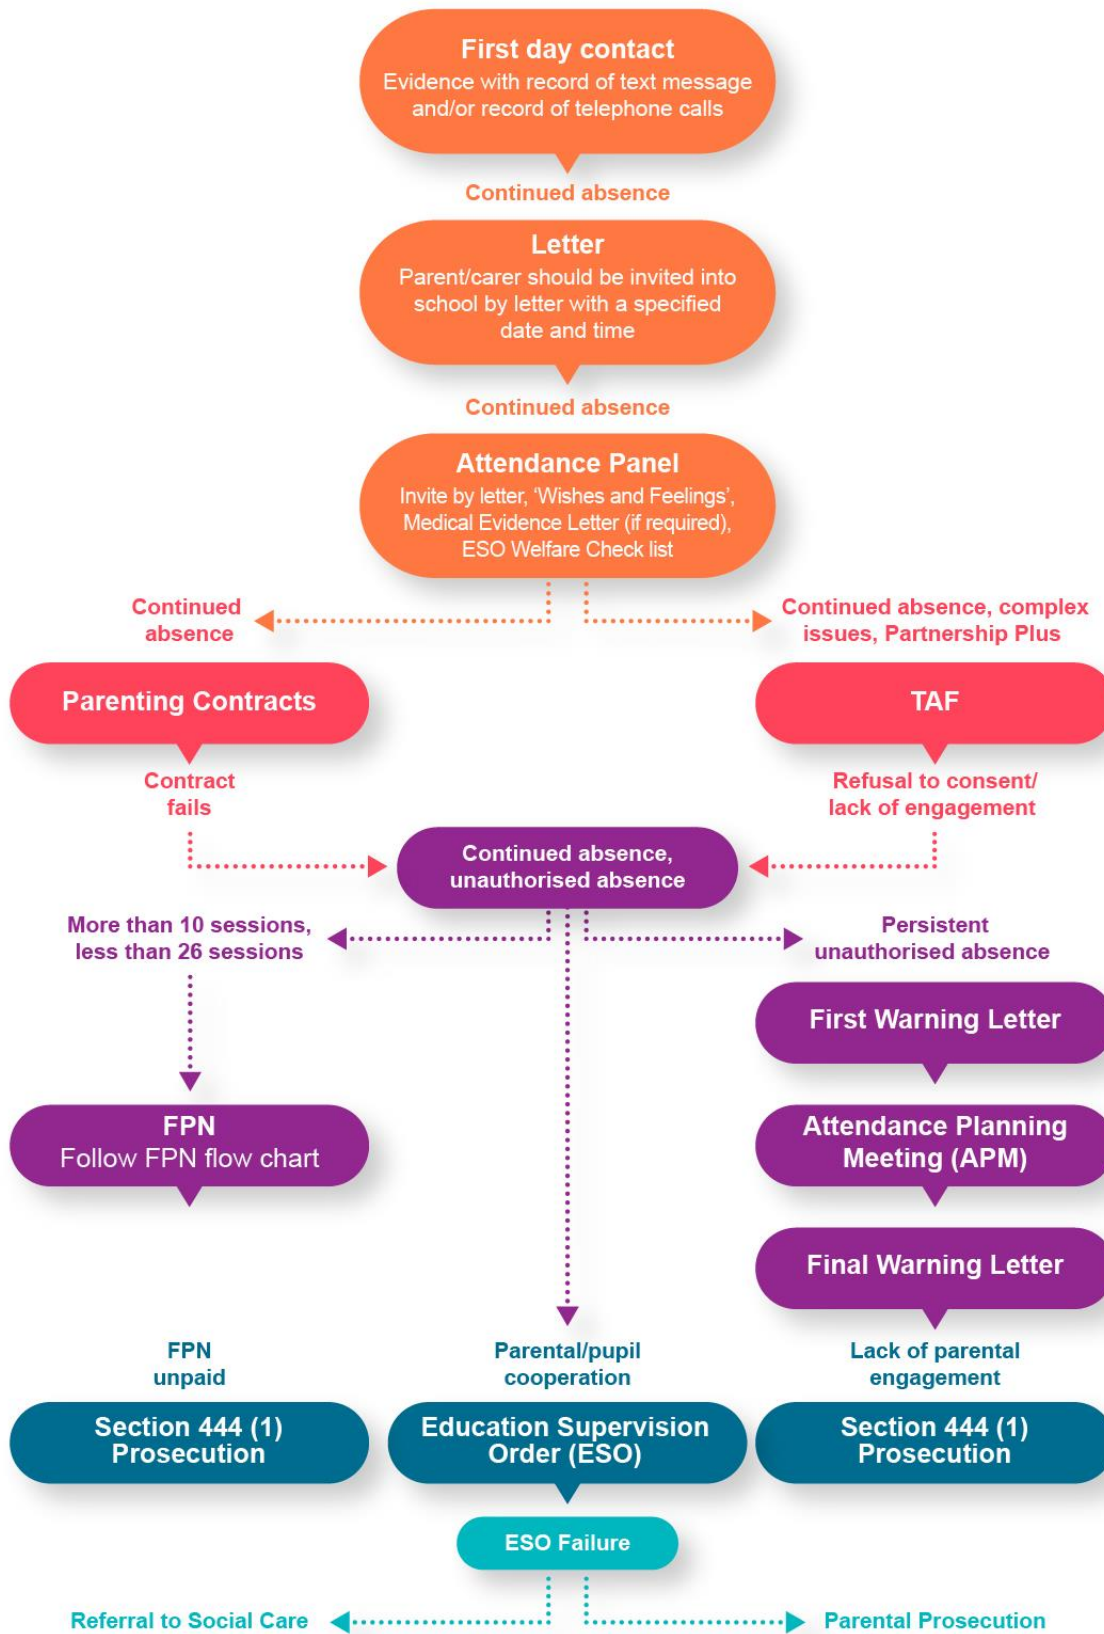 First day contact
Evidence with record of text message
and/or record of telephone calls
Continued absence
Letter
Parent/carer should be invited into
school by letter with a specified
date and time
Continued absence
Attendance Panel
Invite by letter, ‘Wishes and Feelings’,
Medical Evidence Letter (if required),
ESO Welfare Check list
Continued
absence
Continued absence, complex
issues, Partnership Plus
Parenting Contracts
TAF
Contract
fails
Refusal to consent/
lack of engagement
Continued absence,
unauthorised absence
More than 10 sessions,
less than 26 sessions
Persistent
unauthorised absence
First Warning Letter
FPN
Follow FPN flow chart
Attendance Planning
Meeting (APM)
Final Warning Letter
FPN
unpaid
Parental/pupil
cooperation
Lack of parental
engagement
Section 444 (1)
Prosecution
Education Supervision
Order (ESO)
Section 444 (1)
Prosecution
ESO Failure
Referral to Social Care
Parental Prosecution